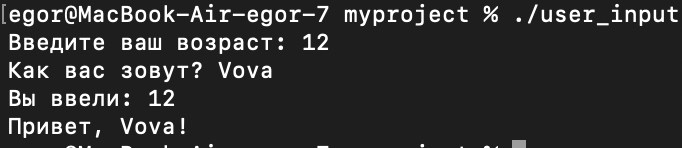 [egor@MacBook-Air-egor-7 myproject % ./user_input
Введите ваш возраст: 12
Как вас зовут? Vova
Вы ввели: 12
Привет, Vova!